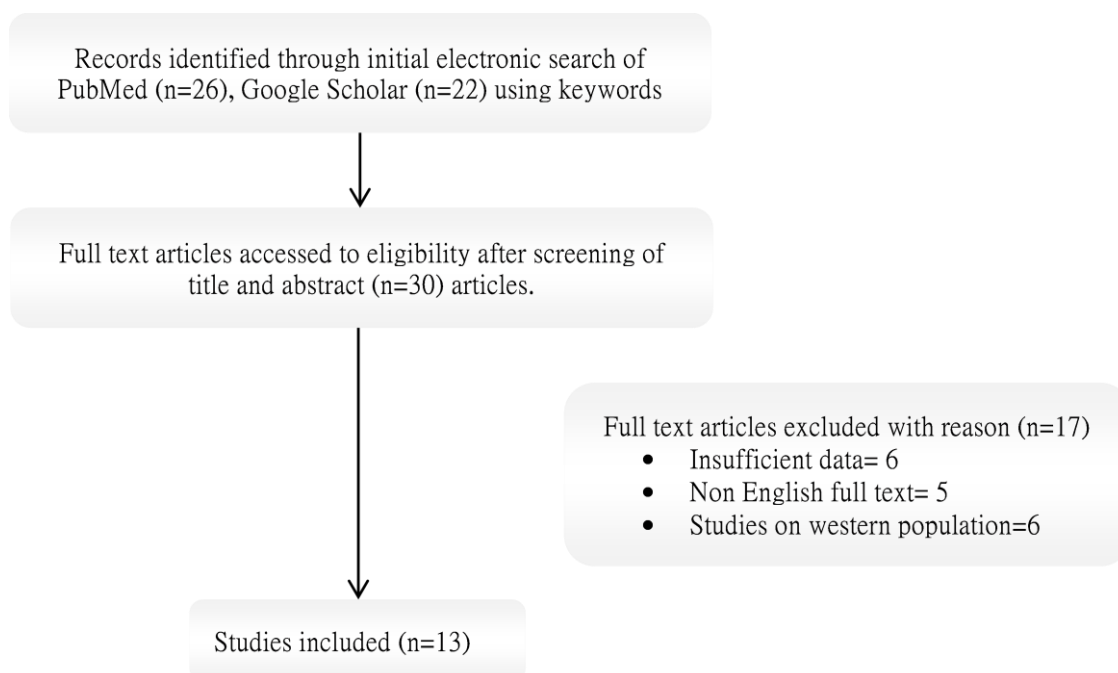 Records identified through initial electronic search of
PubMed (n=26), Google Scholar (n=22) using keywords
Full text articles accessed to eligibility after screening of
title and abstract (n=30) articles.
Full text articles excluded with reason (n=17)
• Insufficient data= 6
• Non English full text= 5
• Studies on western population=6
Studies included (n=13)